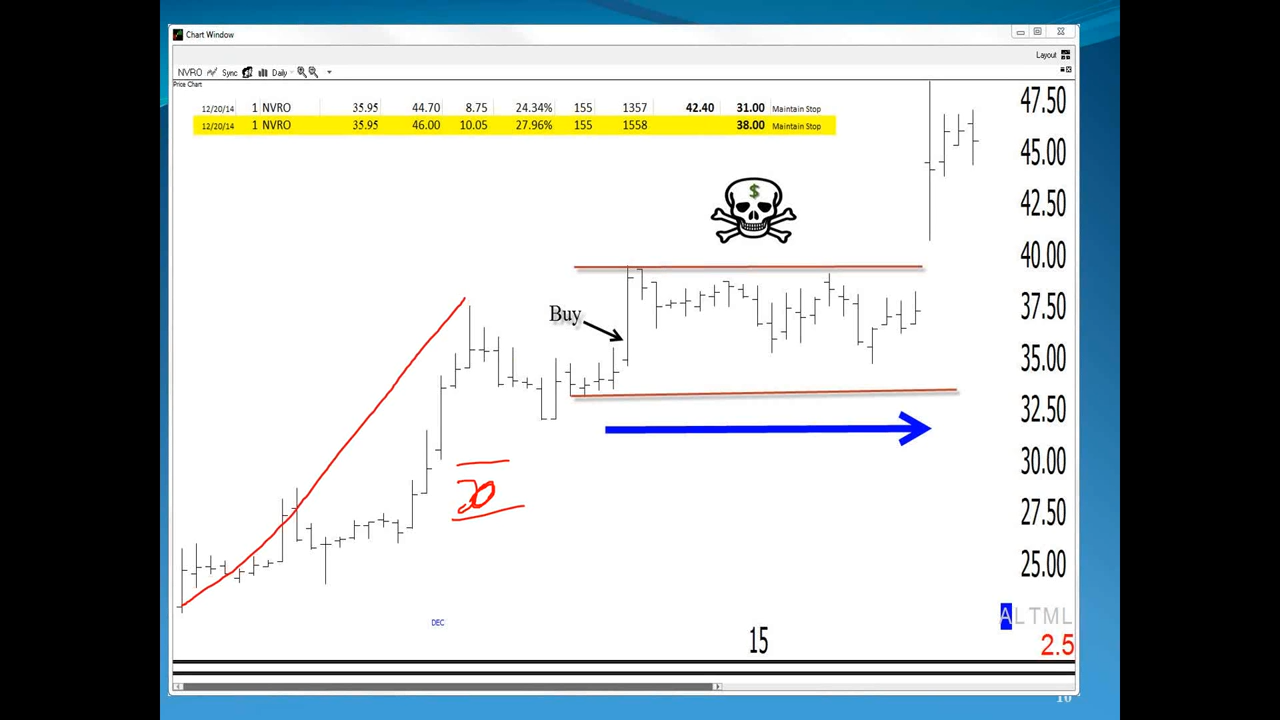 Chart Window
Layout
NVRO Sync Daily
Price Chart
12/20/14 1 NVRO 35.95 44.70 8.75 24.34% 155 1357 42.40 31.00 Maintain Stop
12/20/14 1 NVRO 35.95 46.00 10.05 27.96% 155 1558 38.00 Maintain Stop
47.50
45.00
42.50
$
40.00
Buy
37.50
35.00
32.50
30.00
20
27.50
25.00
ALTML
DEC
15
2.5